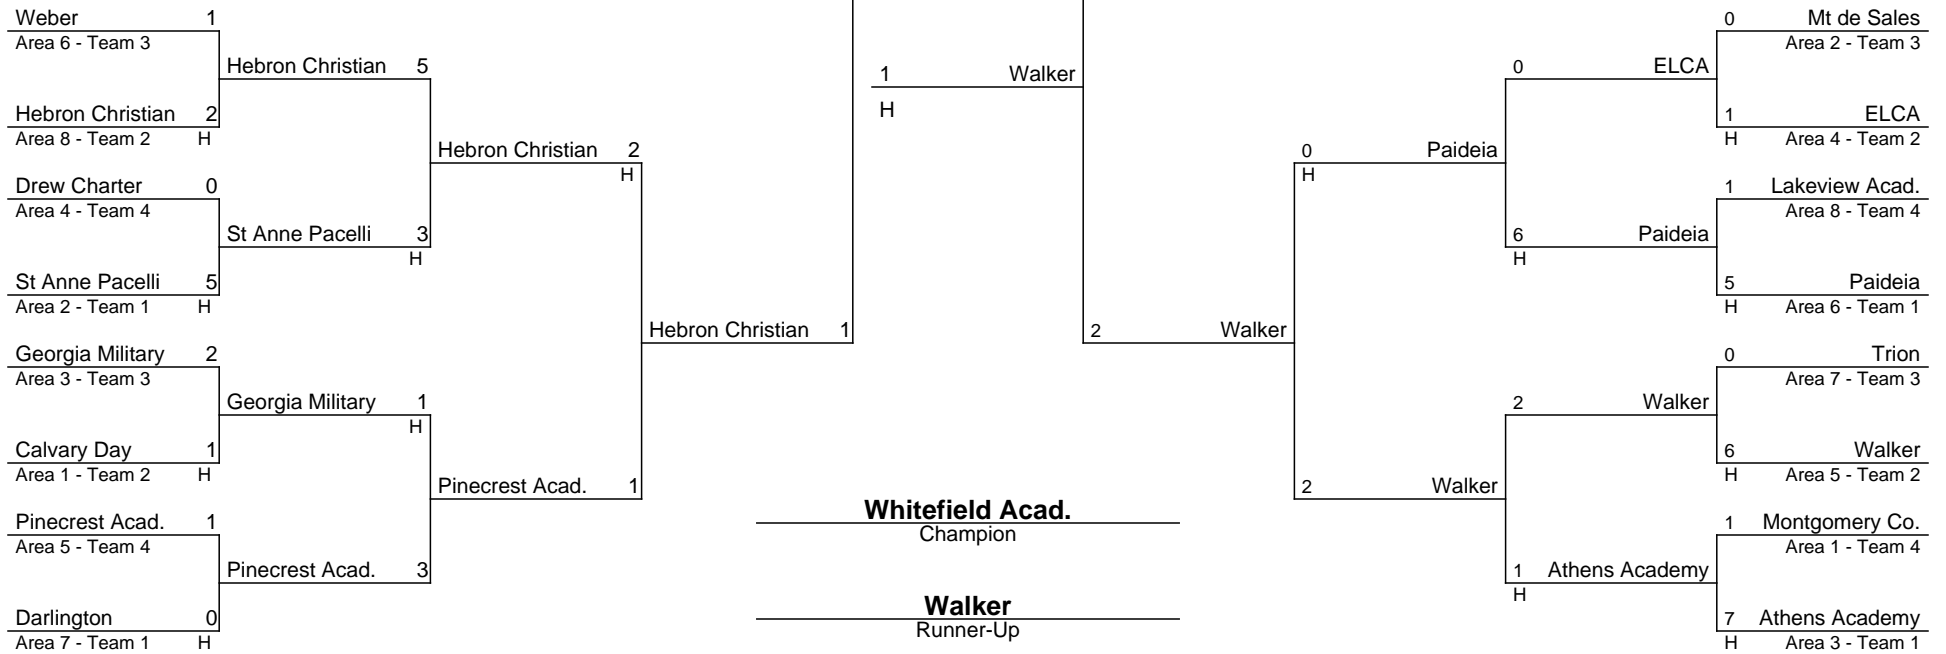 Weber 1
Area 6 - Team 3
Hebron Christian 5
Hebron Christian 2
Area 8 - Team 2 H
Hebron Christian 2
H
Drew Charter 0
Area 4 - Team 4
St Anne Pacelli 3
H
St Anne Pacelli 5
Area 2 - Team 1 H
Hebron Christian 1
Georgia Military 2
Area 3 - Team 3
Georgia Military 1
H
Calvary Day 1
Area 1 - Team 2 H
Pinecrest Acad. 1
Pinecrest Acad. 1
Area 5 - Team 4
Pinecrest Acad. 3
Darlington 0
Area 7 - Team 1 H
1 Walker
H
Whitefield Acad.
Champion
Walker
Runner-Up
0 Mt de Sales
Area 2 - Team 3
0 ELCA
1 ELCA
H Area 4 - Team 2
0 Paideia
H
1 Lakeview Acad.
Area 8 - Team 4
6 Paideia
H
5 Paideia
H Area 6 - Team 1
2 Walker
0 Trion
Area 7 - Team 3
2 Walker
6 Walker
H Area 5 - Team 2
2 Walker
1 Montgomery Co.
Area 1 - Team 4
1 Athens Academy
H
7 Athens Academy
H Area 3 - Team 1